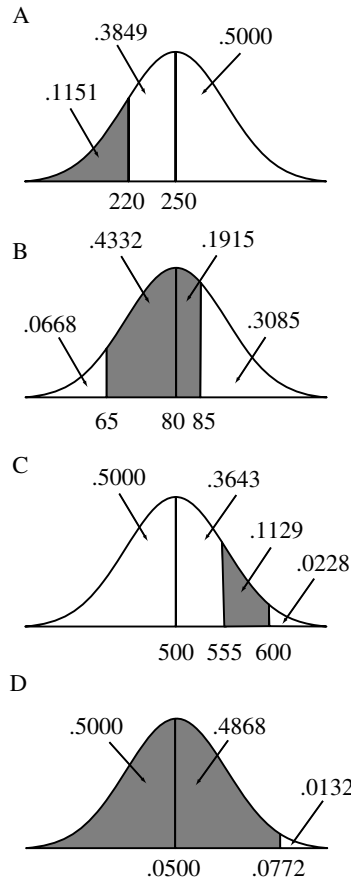 A
.3849
.5000
.1151
220 250
B
.4332 .1915
.0668
.3085
65 80 85
C
.5000 .3643
.1129
.0228
500 555 600
D
.5000 .4868
.0132
.0500 .0772